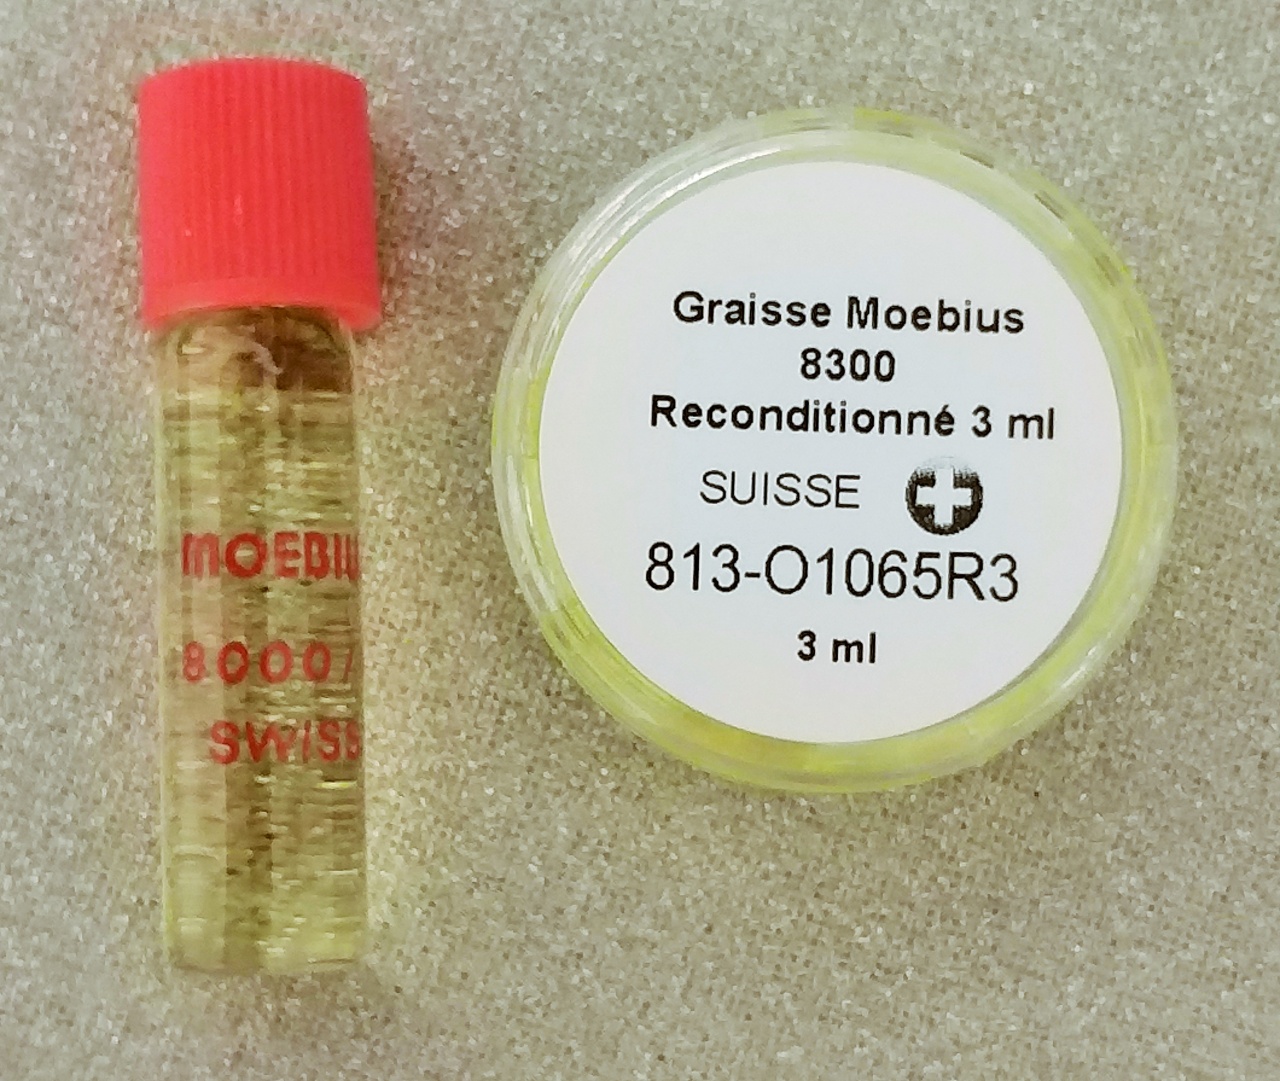 MOEBIU
8000/
SWISS
Graisse Moebius
8300
Reconditionné 3 ml
SUISSE
813-O1065R3
3 ml